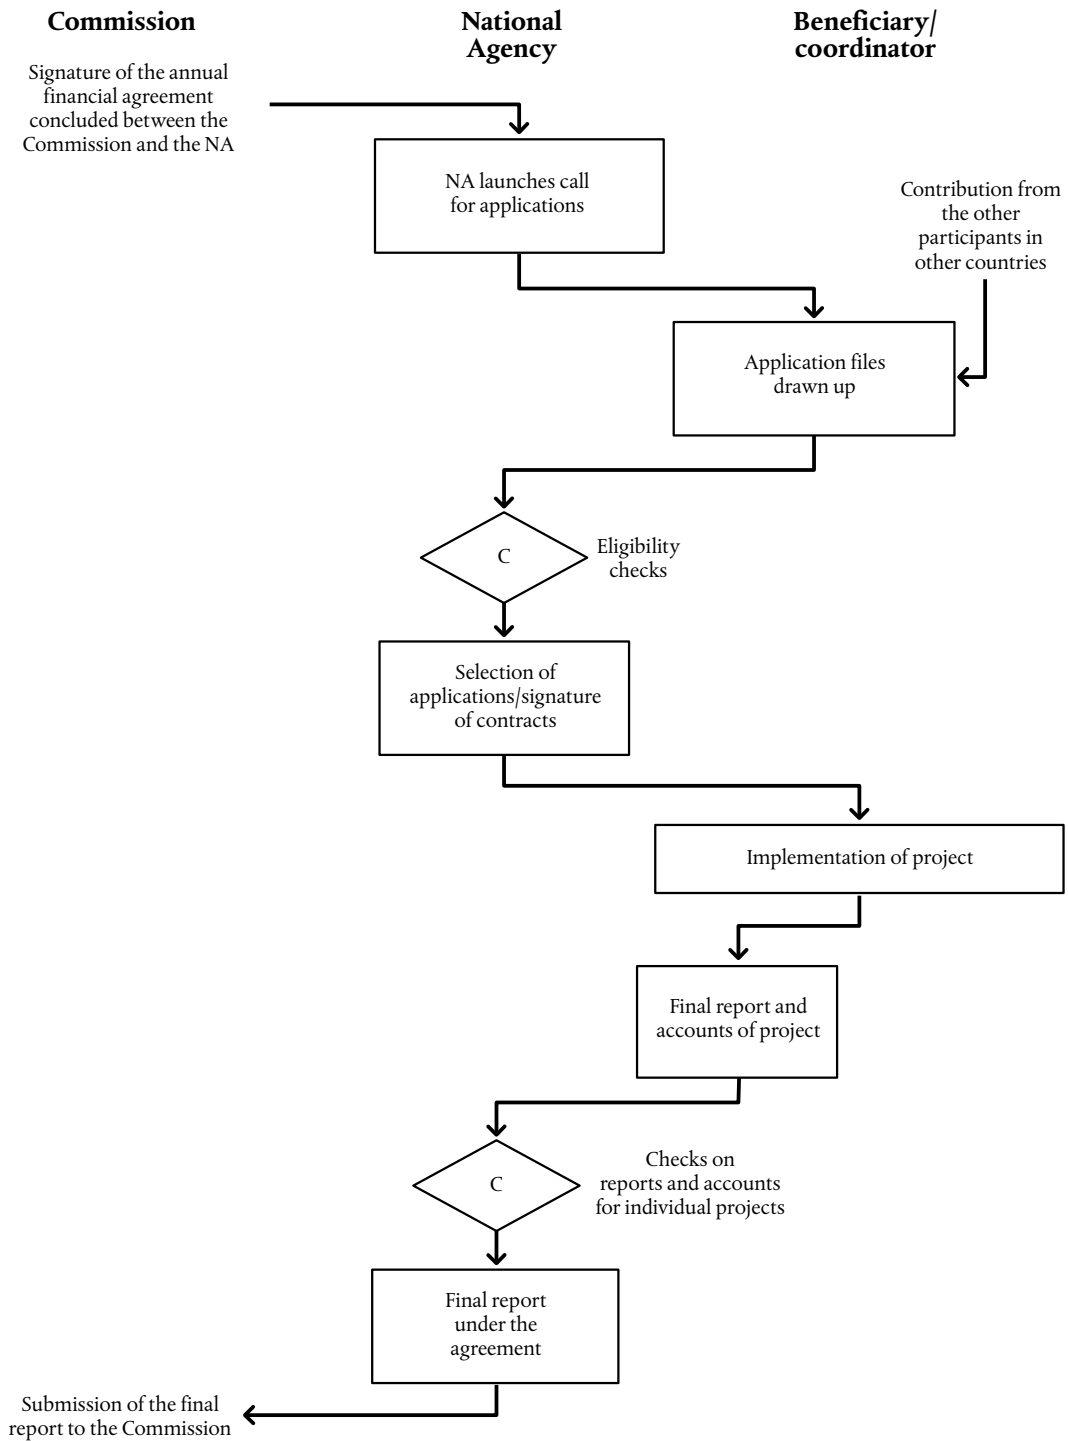 Commission
National
Agency
Beneficiary/
coordinator
Signature of the annual
financial agreement
concluded between the
Commission and the NA
NA launches call
for applications
Contribution from
the other
participants in
other countries
Application files
drawn up
C
Eligibility
checks
Selection of
applications/signature
of contracts
Implementation of project
Final report and
accounts of project
C
Checks on
reports and accounts
for individual projects
Final report
under the
agreement
Submission of the final
report to the Commission